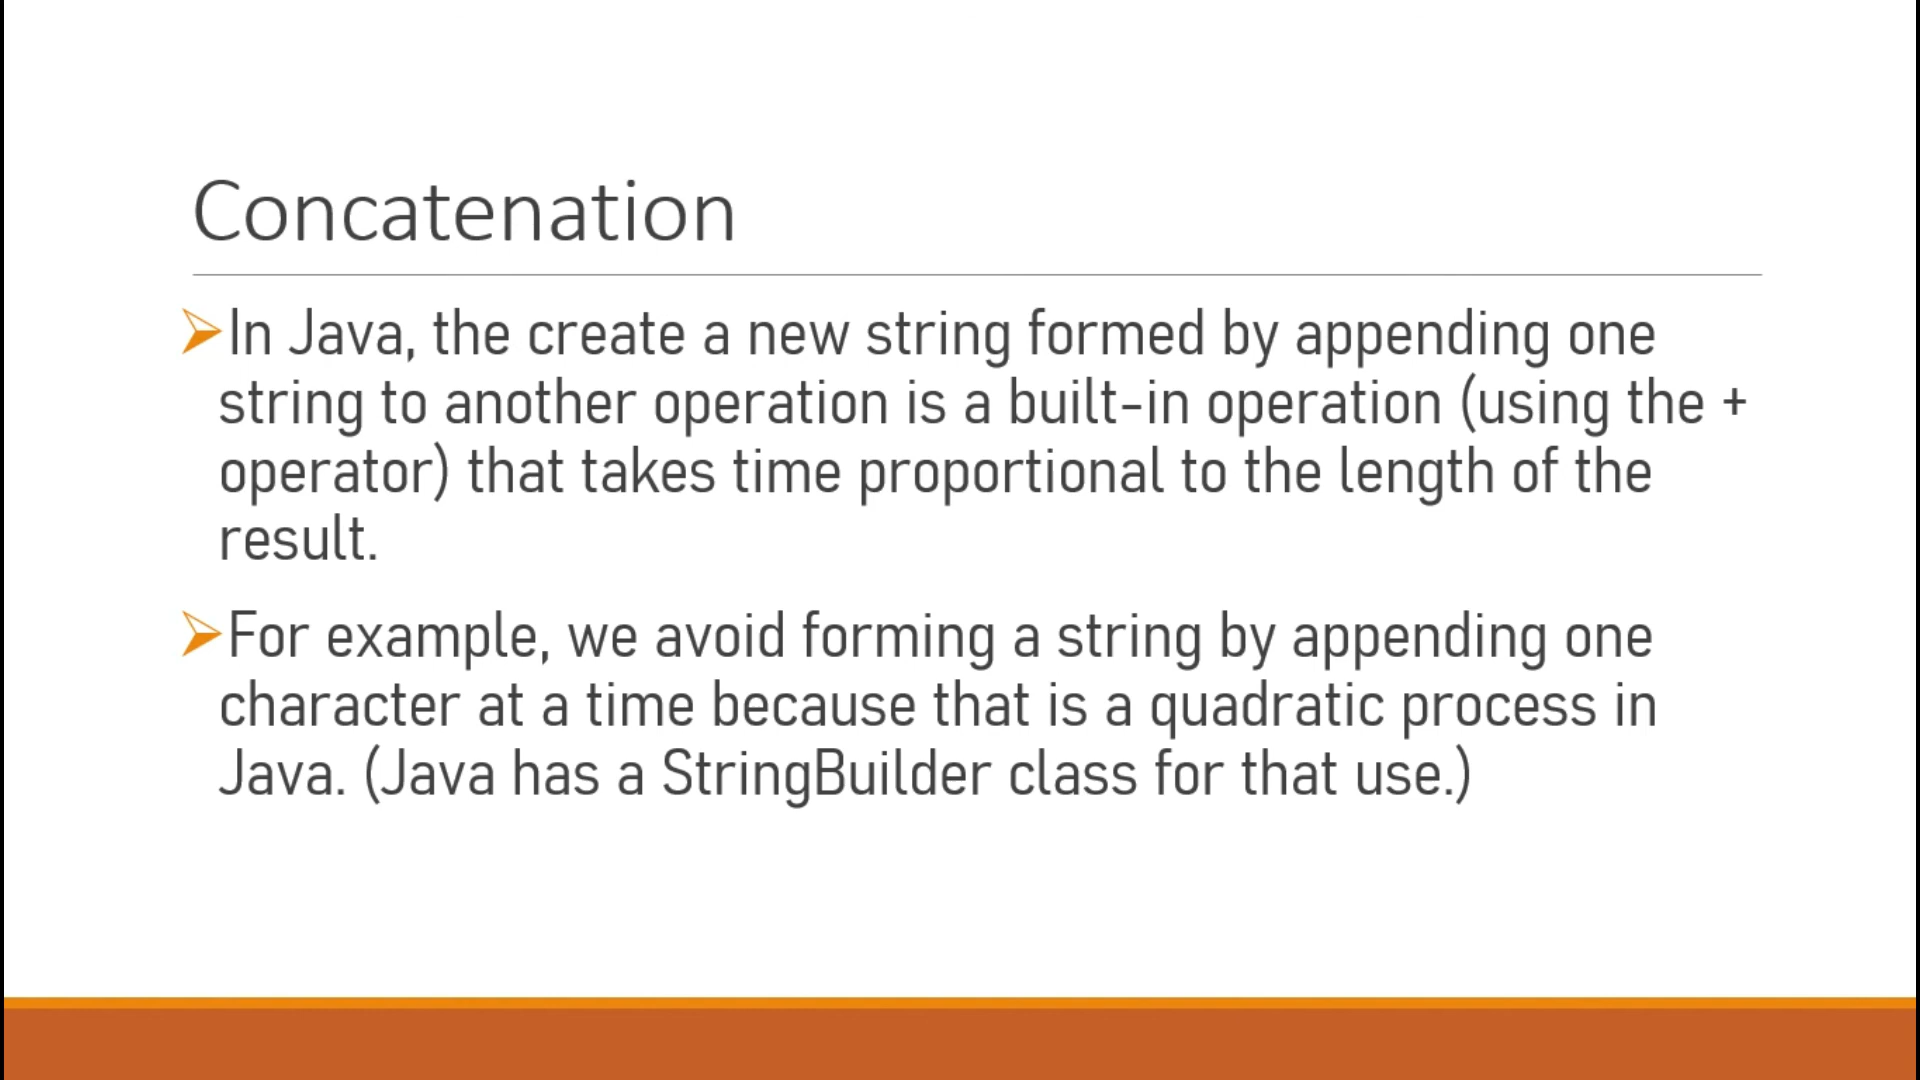 Concatenation
In Java, the create a new string formed by appending one
string to another operation is a built-in operation (using the +
operator) that takes time proportional to the length of the
result.
For example, we avoid forming a string by appending one
character at a time because that is a quadratic process in
Java. (Java has a StringBuilder class for that use.)